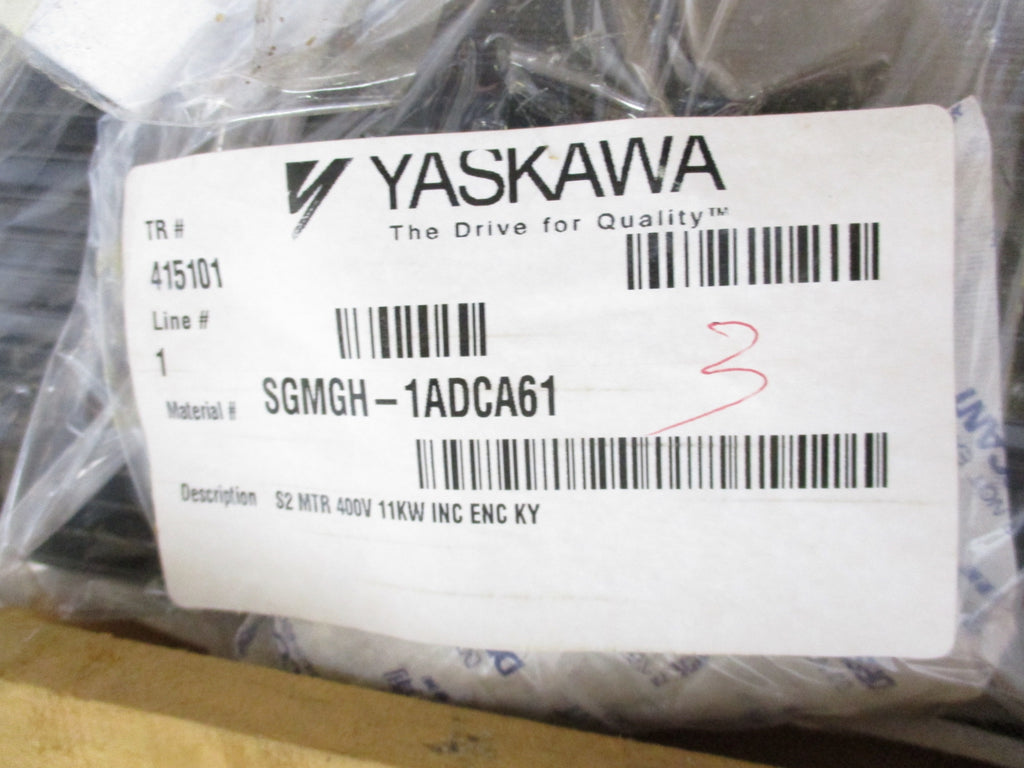 YASKAWA
The Drive for Quality™
TR #
415101
Line #
1
3
Material # SGMGH-1ADCA61
Description S2 MTR 400V 11KW INC ENC KY
NOT